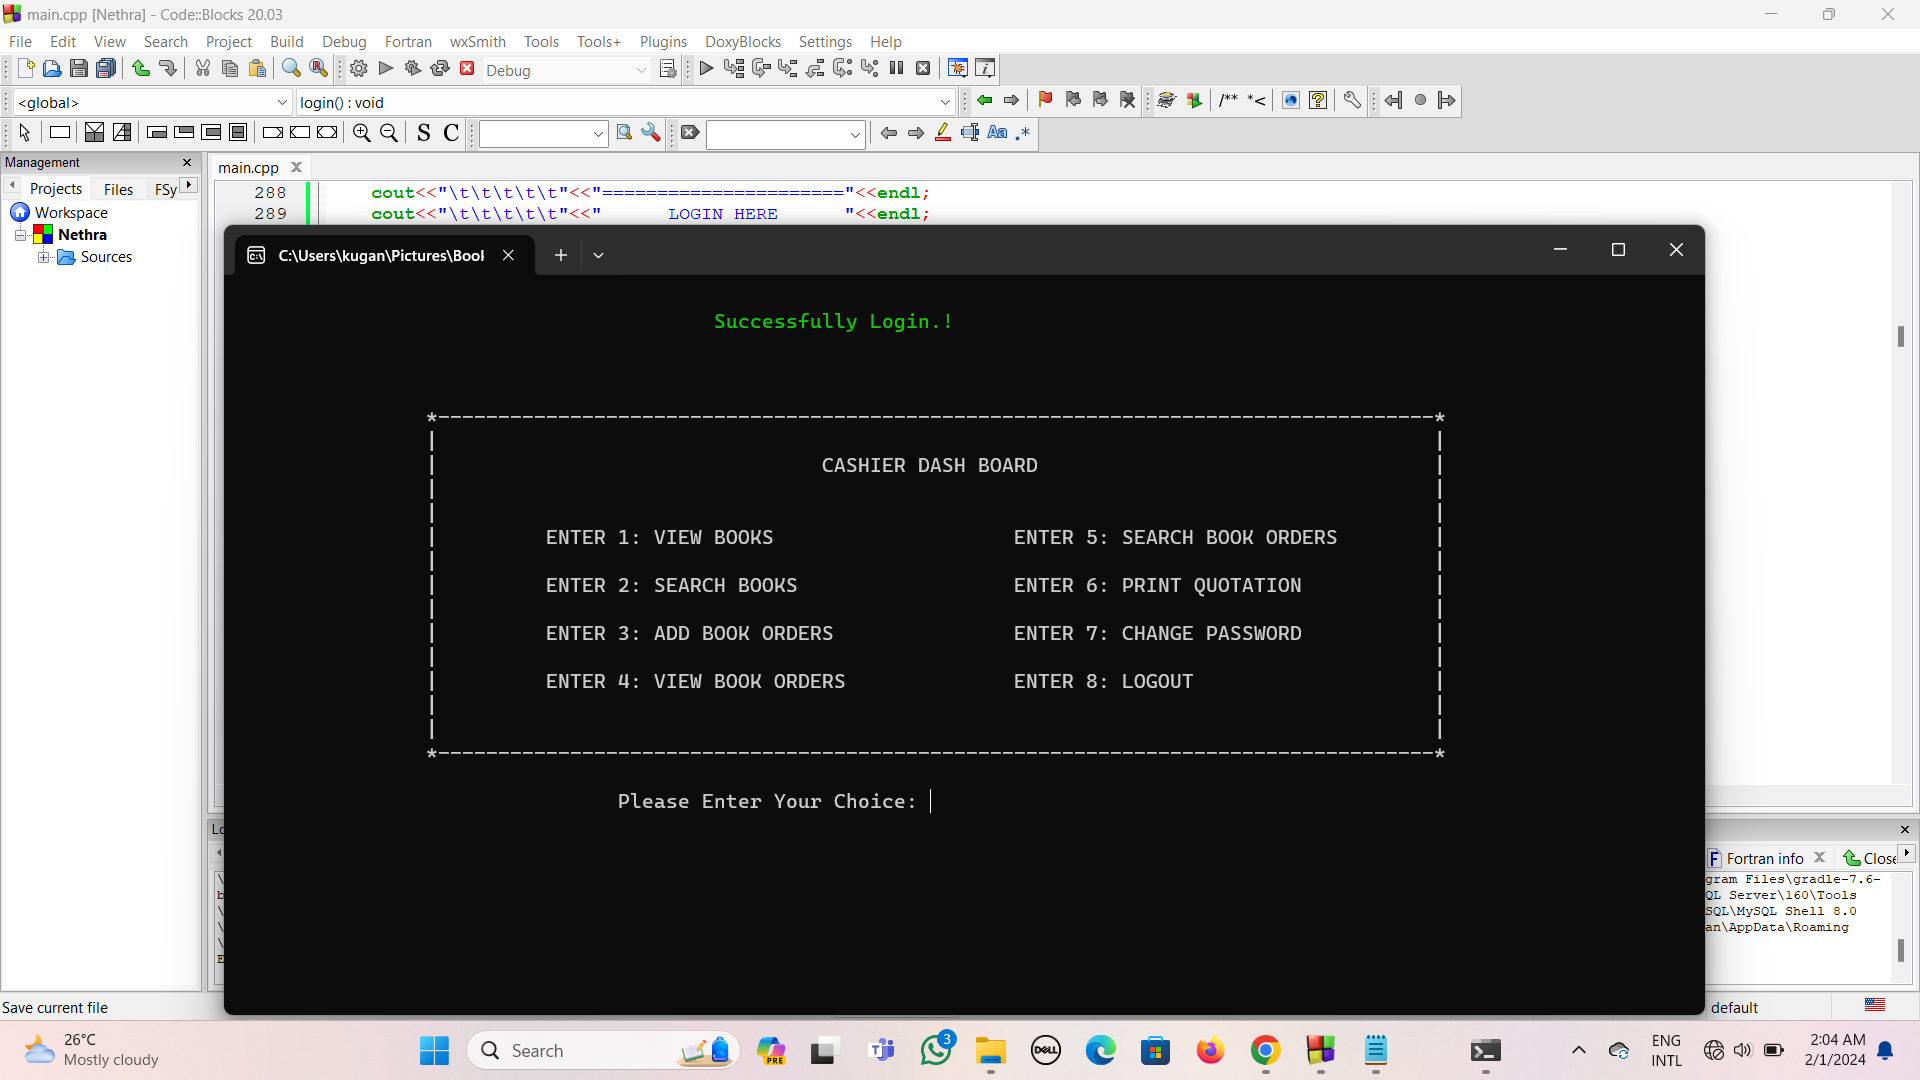 main.cpp [Nethra] - Code::Blocks 20.03
File Edit View Search Project Build Debug Fortran wxSmith Tools Tools+ Plugins DoxyBlocks Settings Help
Debug
<global> login() : void /** *<
S C Aa .*
Management
main.cpp
Projects Files FSy
Workspace
Nethra
Sources
288 cout<<"\t\t\t\t\t"<<"======================"<<endl;
289 cout<<"\t\t\t\t\t"<<" LOGIN HERE "<<endl;
C:\Users\kugan\Pictures\Bool
Successfully Login.!
CASHIER DASH BOARD
ENTER 1: VIEW BOOKS ENTER 5: SEARCH BOOK ORDERS
ENTER 2: SEARCH BOOKS ENTER 6: PRINT QUOTATION
ENTER 3: ADD BOOK ORDERS ENTER 7: CHANGE PASSWORD
ENTER 4: VIEW BOOK ORDERS ENTER 8: LOGOUT
Please Enter Your Choice:
Fortran info Close
gram Files\gradle-7.6-
QL Server\160\Tools
SQL\MySQL Shell 8.0
an\AppData\Roaming
Save current file default
26°C
Mostly cloudy
Search
PRE
3
DELL
ENG
INTL
2:04 AM
2/1/2024